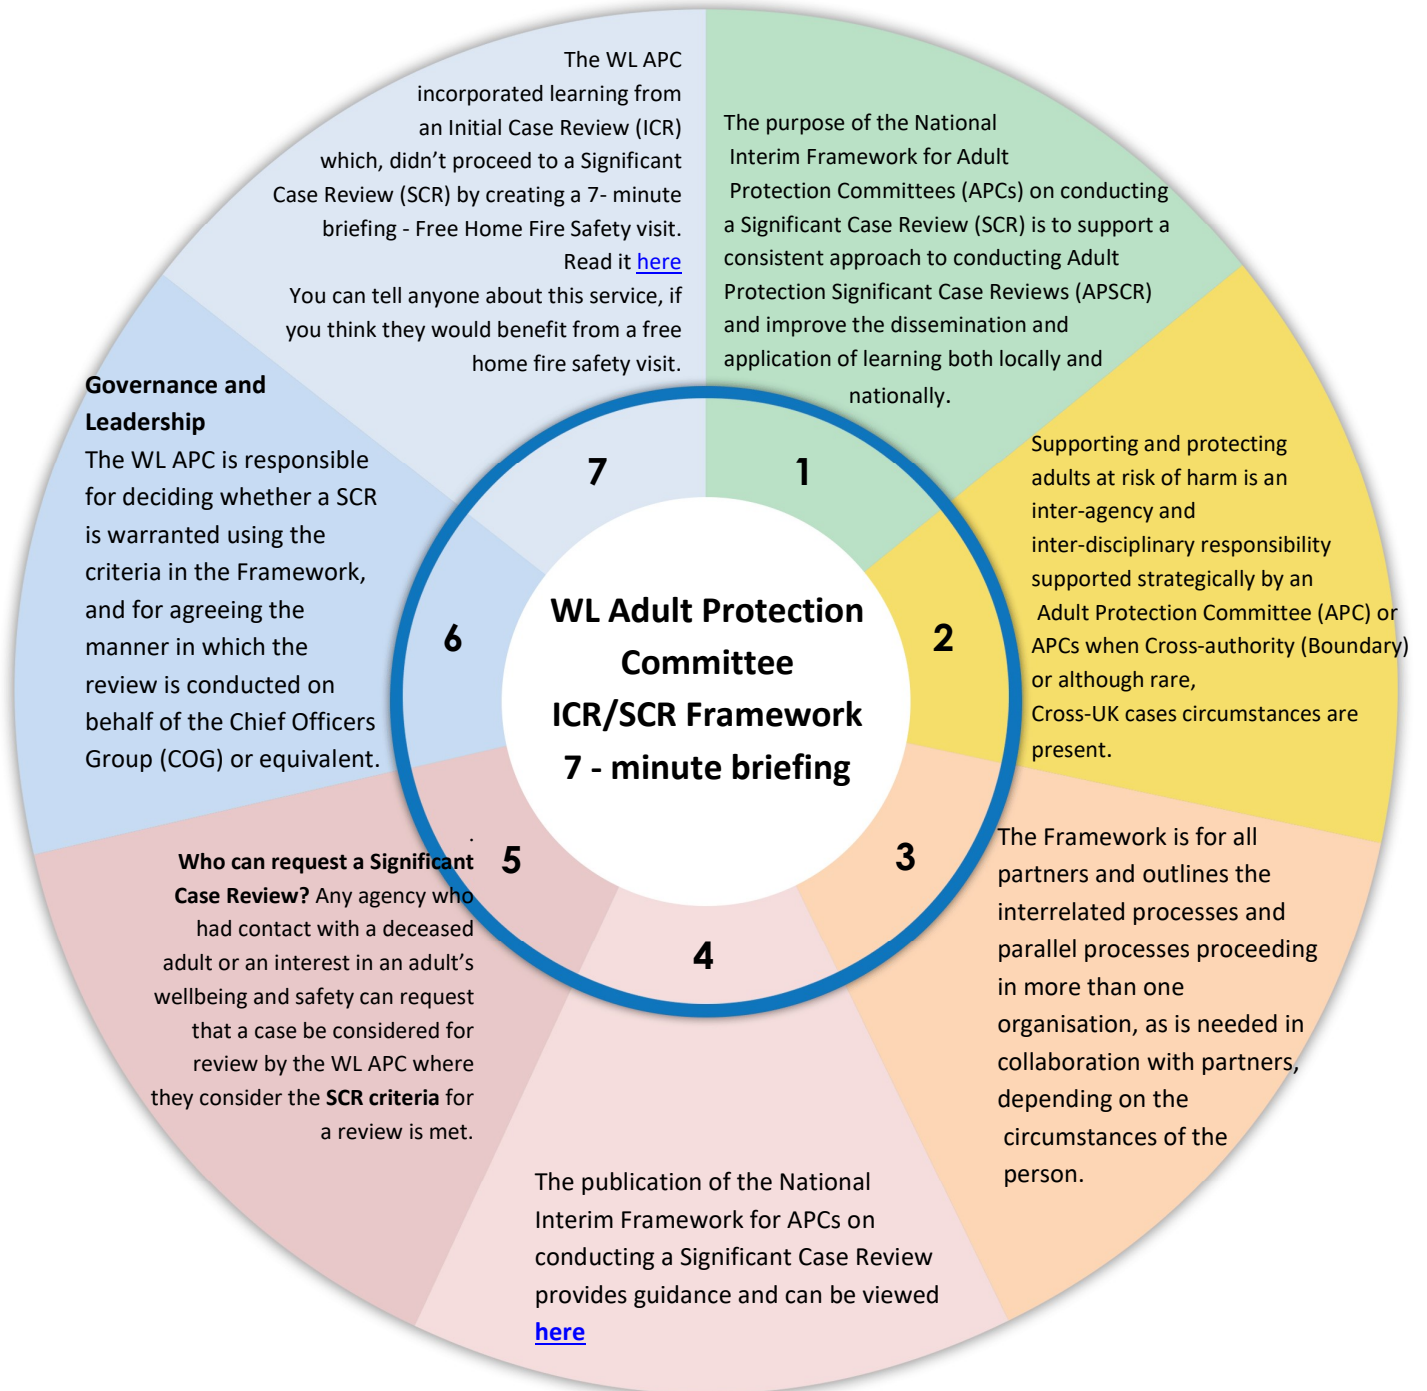 WL Adult Protection
Committee
ICR/SCR Framework
7 - minute briefing
1
The purpose of the National
Interim Framework for Adult
Protection Committees (APCs) on conducting
a Significant Case Review (SCR) is to support a
consistent approach to conducting Adult
Protection Significant Case Reviews (APSCR)
and improve the dissemination and
application of learning both locally and
nationally.
2
Supporting and protecting
adults at risk of harm is an
inter-agency and
inter-disciplinary responsibility
supported strategically by an
Adult Protection Committee (APC) or
APCs when Cross-authority (Boundary)
or although rare,
Cross-UK cases circumstances are
present.
3
The Framework is for all
partners and outlines the
interrelated processes and
parallel processes proceeding
in more than one
organisation, as is needed in
collaboration with partners,
depending on the
circumstances of the
person.
4
The publication of the National
Interim Framework for APCs on
conducting a Significant Case Review
provides guidance and can be viewed
here
5
.
Who can request a Significant
Case Review? Any agency who
had contact with a deceased
adult or an interest in an adult’s
wellbeing and safety can request
that a case be considered for
review by the WL APC where
they consider the SCR criteria for
a review is met.
6
Governance and
Leadership
The WL APC is responsible
for deciding whether a SCR
is warranted using the
criteria in the Framework,
and for agreeing the
manner in which the
review is conducted on
behalf of the Chief Officers
Group (COG) or equivalent.
7
The WL APC
incorporated learning from
an Initial Case Review (ICR)
which, didn’t proceed to a Significant
Case Review (SCR) by creating a 7- minute
briefing - Free Home Fire Safety visit.
Read it here
You can tell anyone about this service, if
you think they would benefit from a free
home fire safety visit.